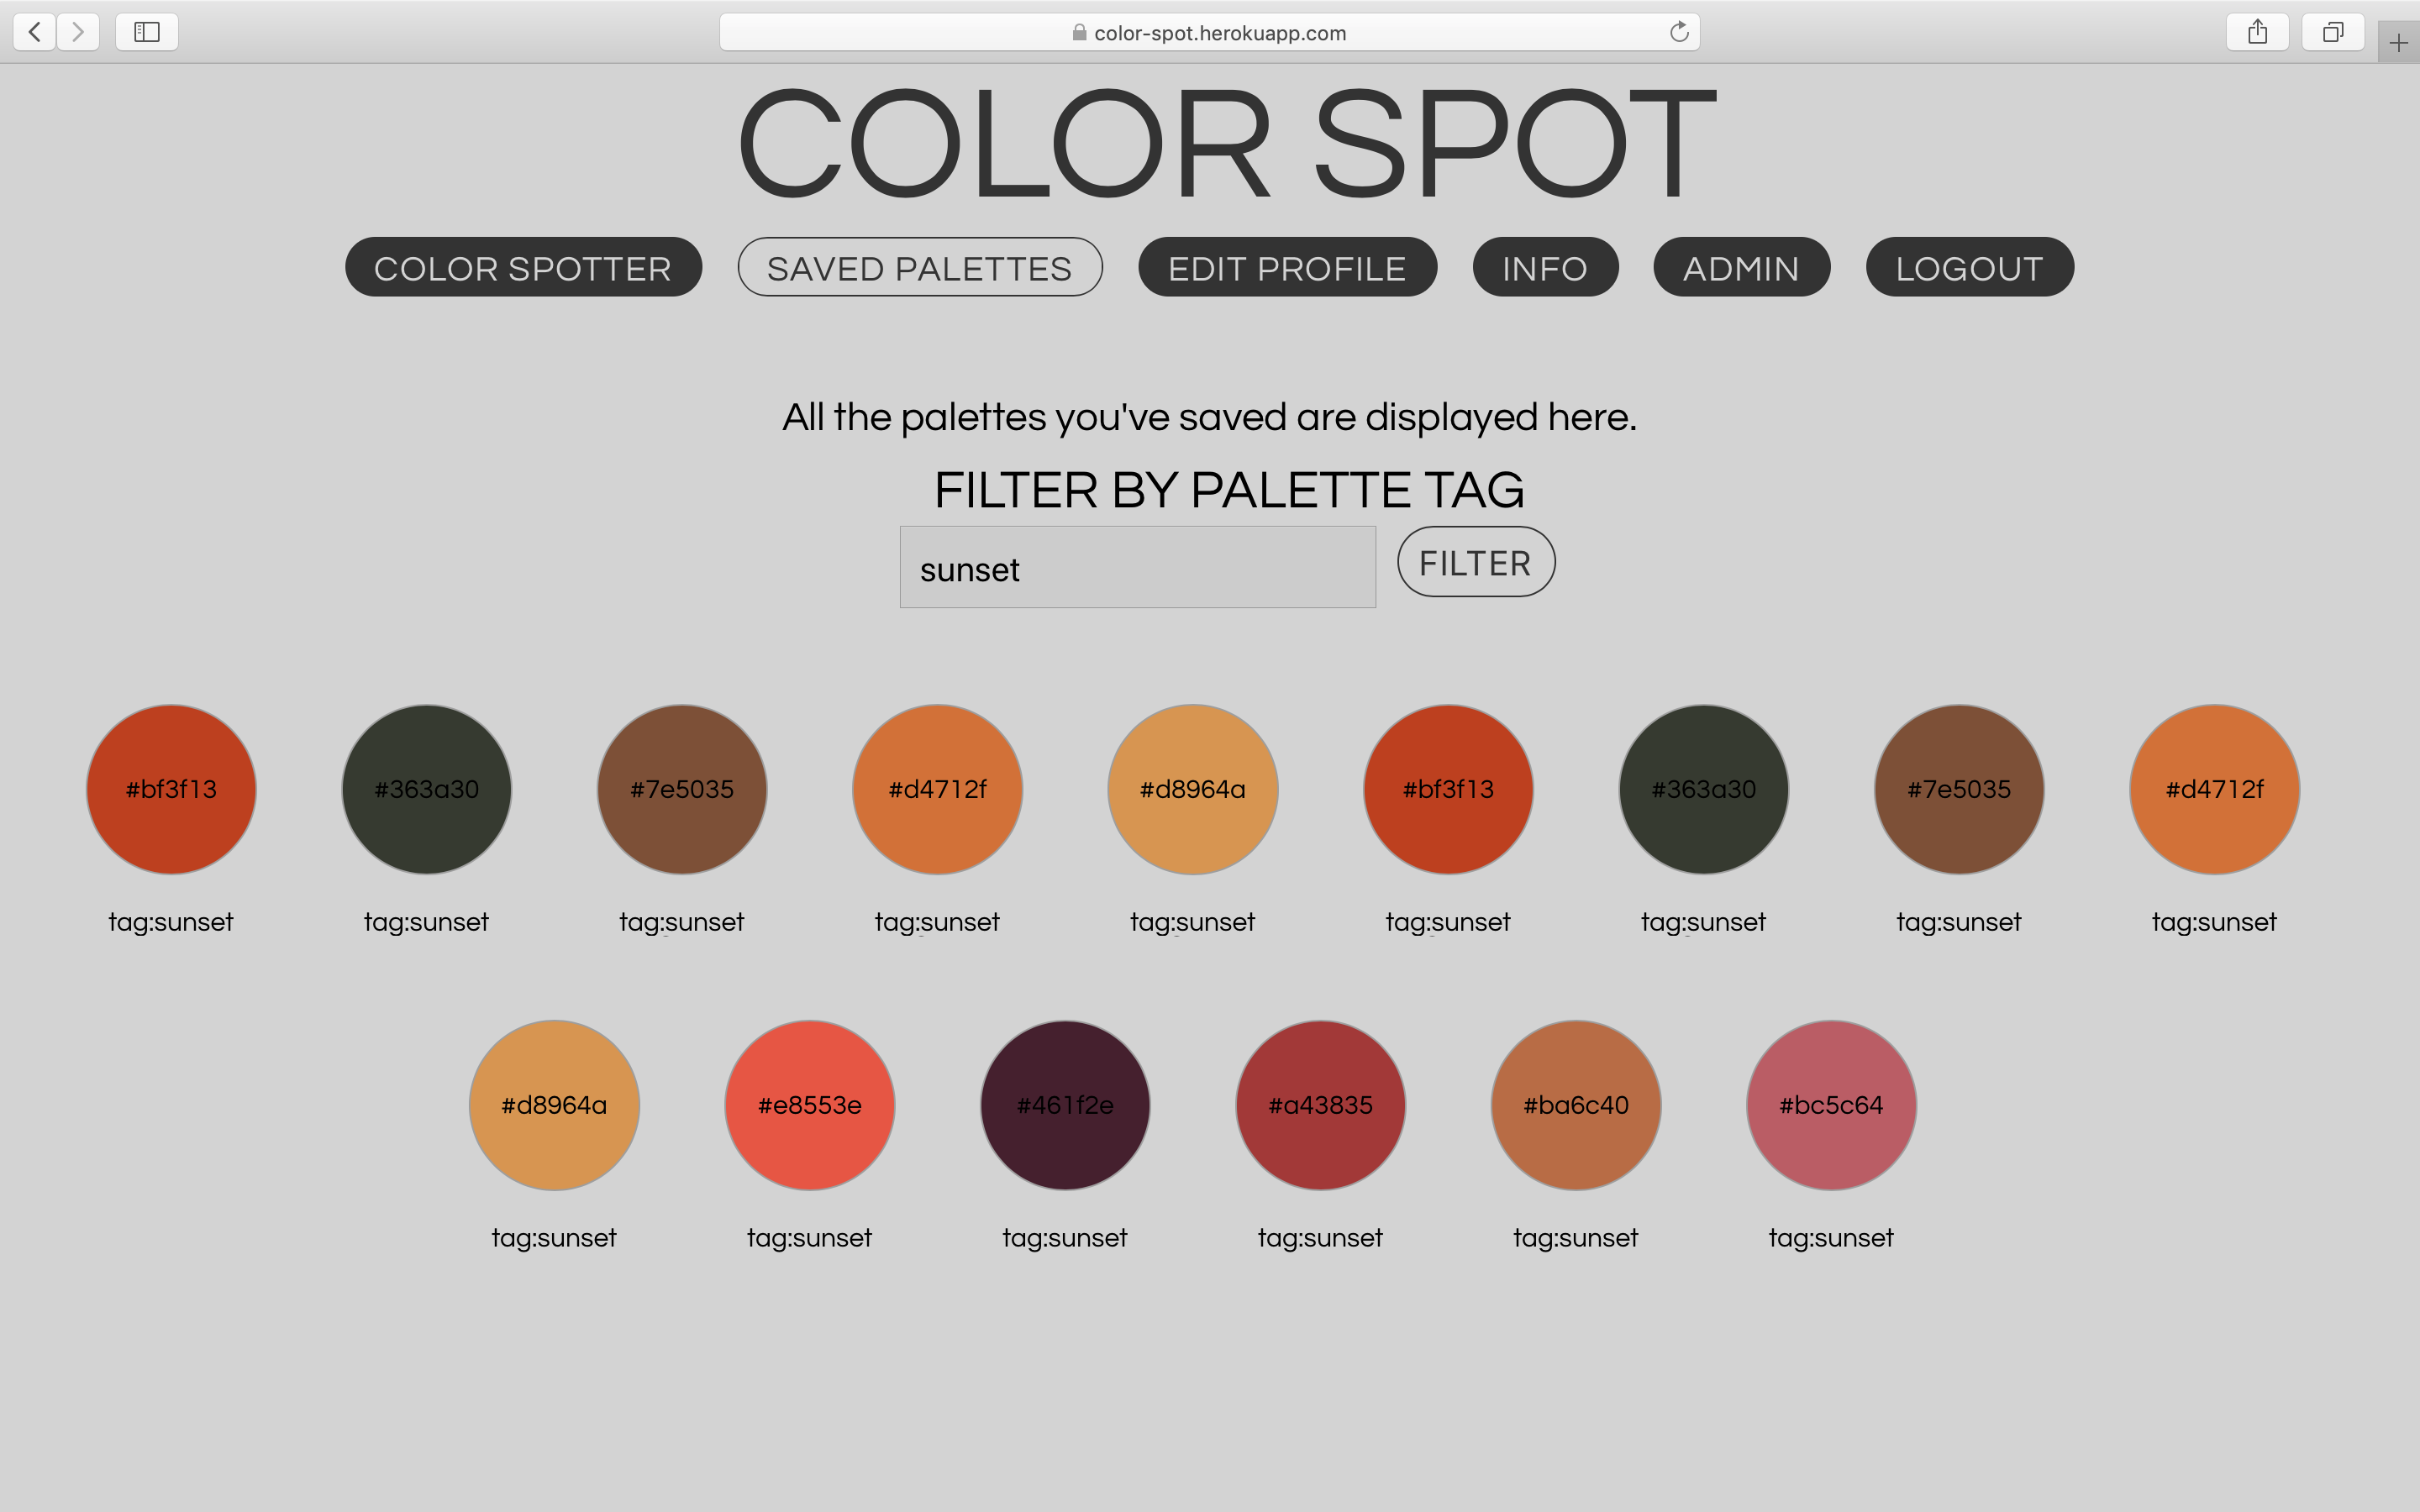 color-spot.herokuapp.com
COLOR SPOT
COLOR SPOTTER SAVED PALETTES EDIT PROFILE INFO ADMIN LOGOUT
All the palettes you've saved are displayed here.
FILTER BY PALETTE TAG
sunset FILTER
#bf3f13 #363a30 #7e5035 #d4712f #d8964a #bf3f13 #363a30 #7e5035 #d4712f
tag:sunset tag:sunset tag:sunset tag:sunset tag:sunset tag:sunset tag:sunset tag:sunset tag:sunset
#d8964a #e8553e #461f2e #a43835 #ba6c40 #bc5c64
tag:sunset tag:sunset tag:sunset tag:sunset tag:sunset tag:sunset